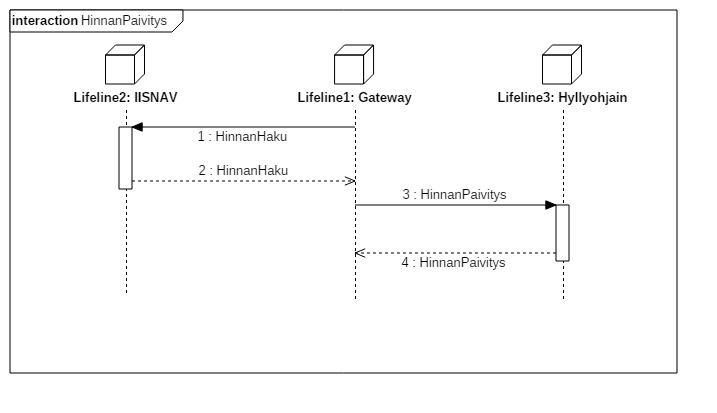 interaction HinnanPaivitys
Lifeline2: IISNAV
Lifeline1: Gateway
Lifeline3: Hyllyohjain
1 : HinnanHaku
2 : HinnanHaku
3 : HinnanPaivitys
4 : HinnanPaivitys